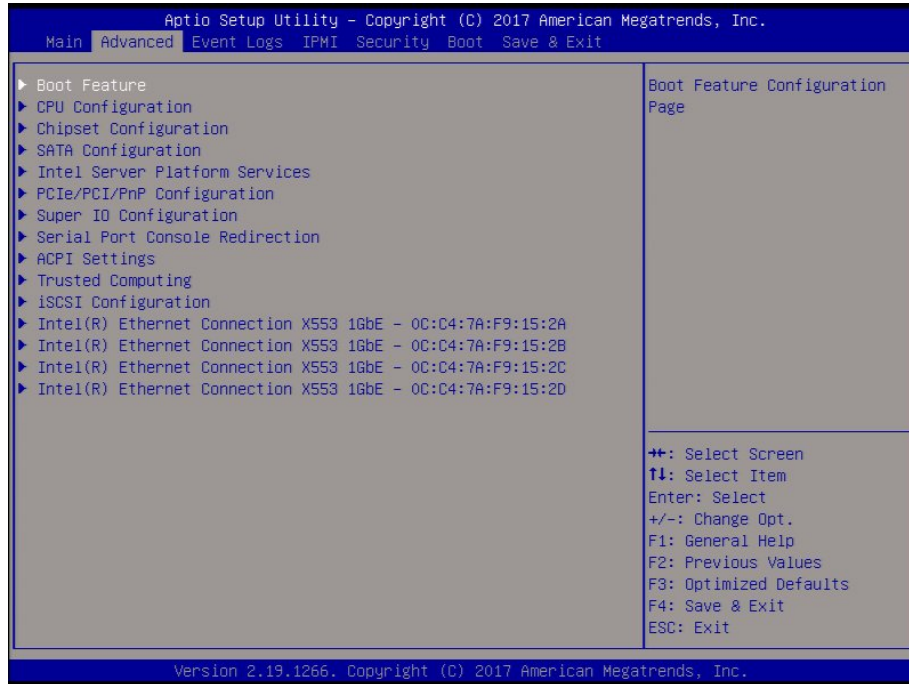 Aptio Setup Utility – Copyright (C) 2017 American Megatrends, Inc.
Main Advanced Event Logs IPMI Security Boot Save & Exit
▶ Boot Feature
▶ CPU Configuration
▶ Chipset Configuration
▶ SATA Configuration
▶ Intel Server Platform Services
▶ PCIe/PCI/PnP Configuration
▶ Super IO Configuration
▶ Serial Port Console Redirection
▶ ACPI Settings
▶ Trusted Computing
▶ iSCSI Configuration
▶ Intel(R) Ethernet Connection X553 1GbE – 0C:C4:7A:F9:15:2A
▶ Intel(R) Ethernet Connection X553 1GbE – 0C:C4:7A:F9:15:2B
▶ Intel(R) Ethernet Connection X553 1GbE – 0C:C4:7A:F9:15:2C
▶ Intel(R) Ethernet Connection X553 1GbE – 0C:C4:7A:F9:15:2D
Boot Feature Configuration
Page
→←: Select Screen
↑↓: Select Item
Enter: Select
+/-: Change Opt.
F1: General Help
F2: Previous Values
F3: Optimized Defaults
F4: Save & Exit
ESC: Exit
Version 2.19.1266. Copyright (C) 2017 American Megatrends, Inc.